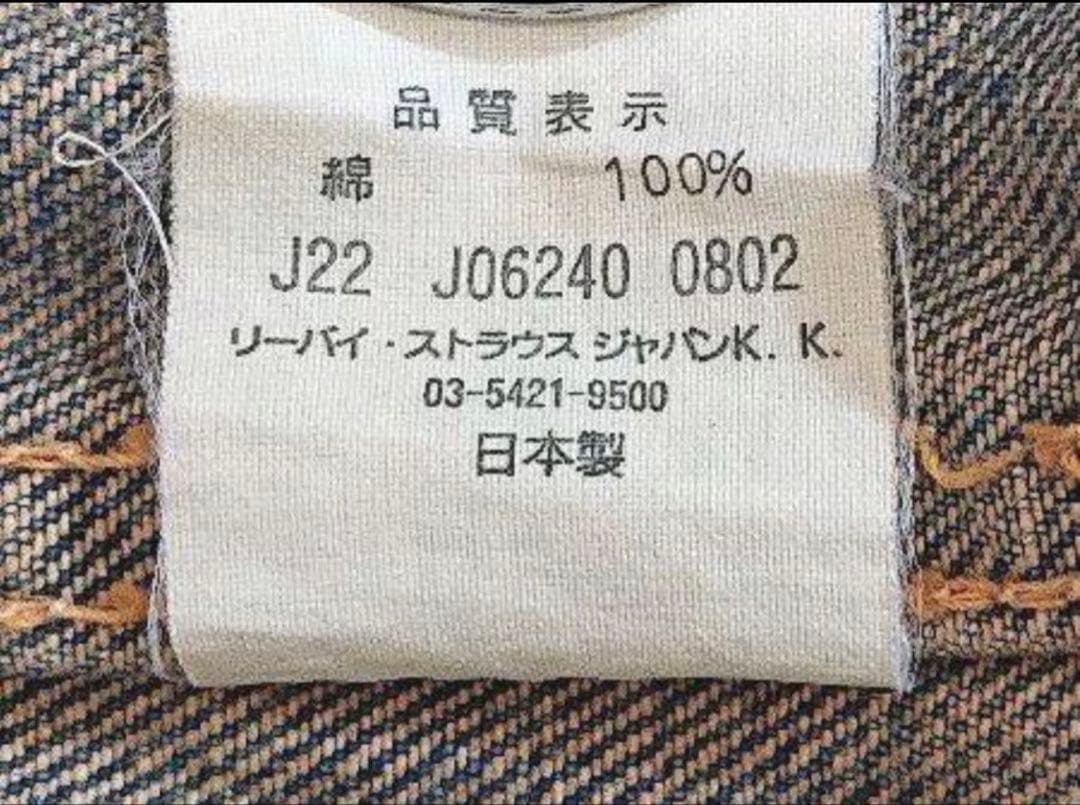 品質表示
綿 100%
J22 J06240 0802
リーバイ・ストラウス ジャパンK. K.
03-5421-9500
日本製